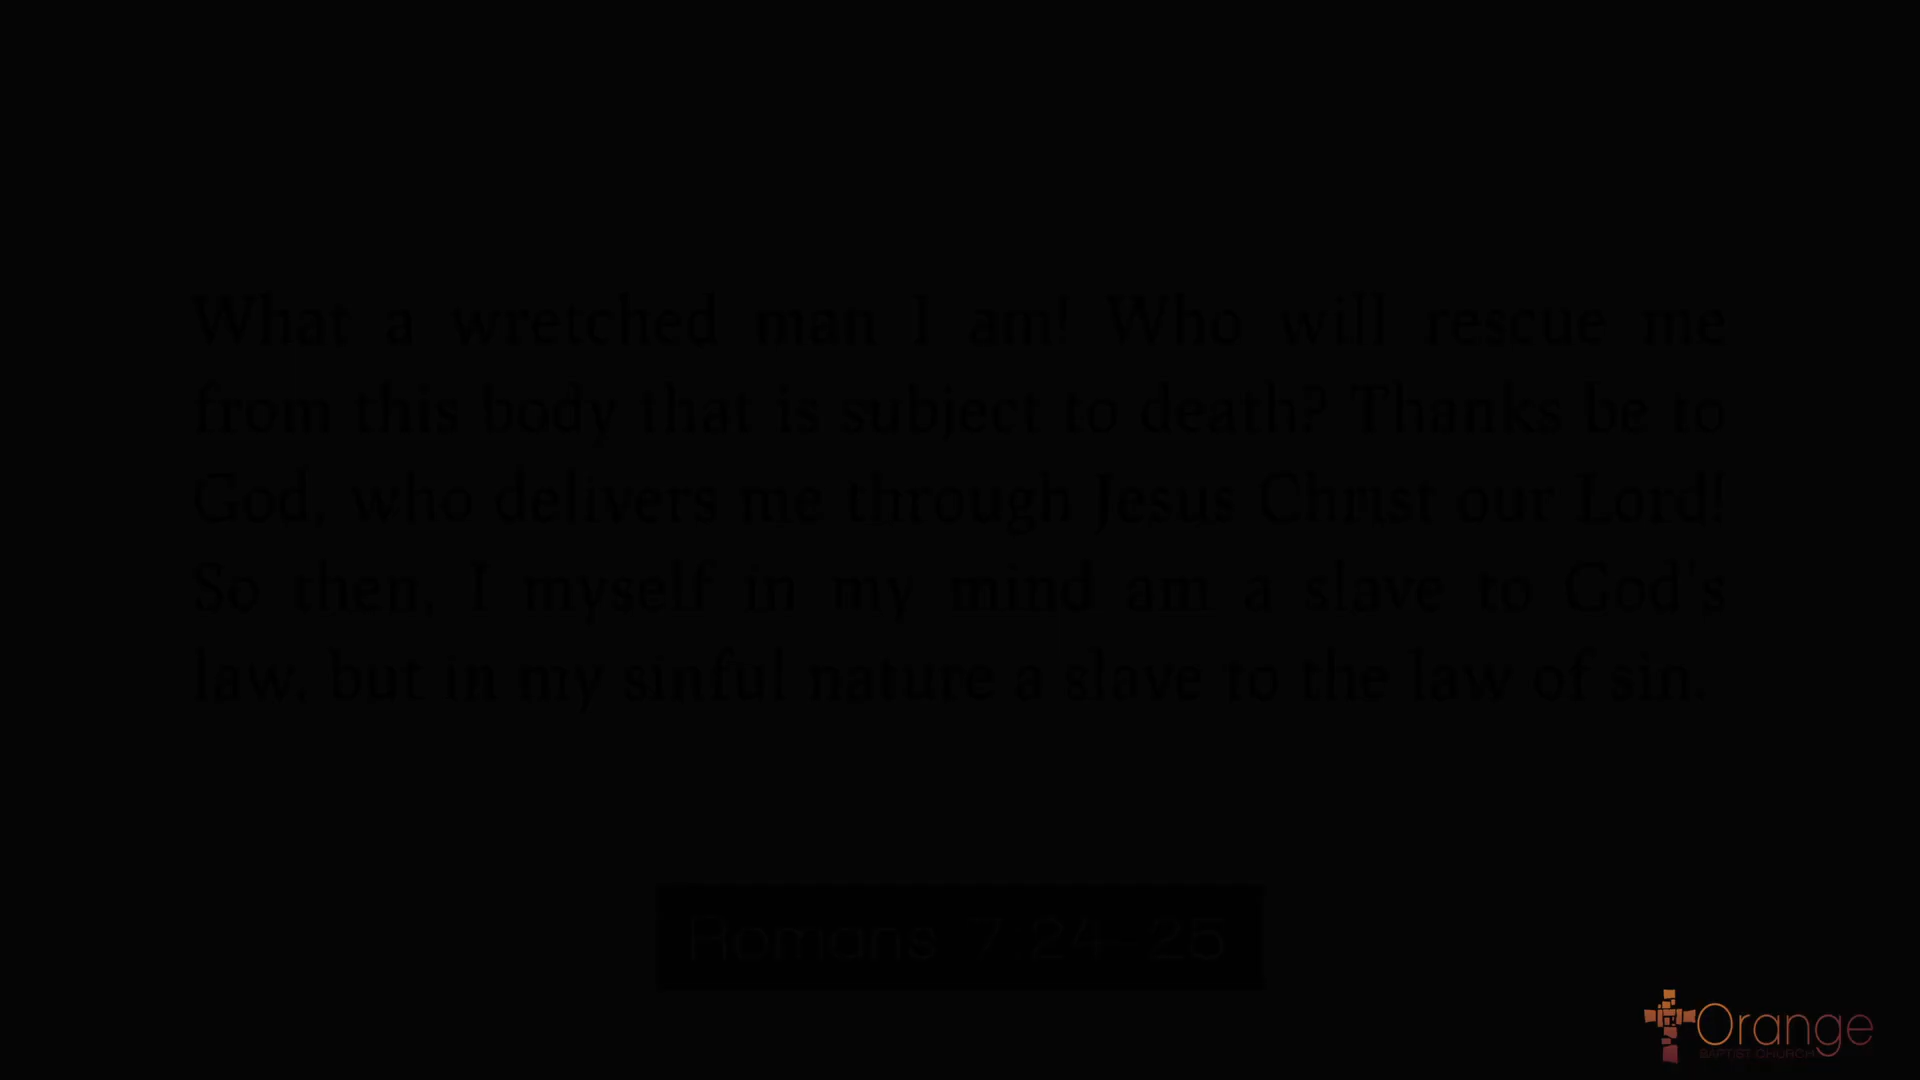 What a wretched man I am! Who will rescue me
from this body that is subject to death? Thanks be to
God, who delivers me through Jesus Christ our Lord!
So then, I myself in my mind am a slave to God's
law, but in my sinful nature a slave to the law of sin.
Romans 7:24-25
Orange
BAPTIST CHURCH